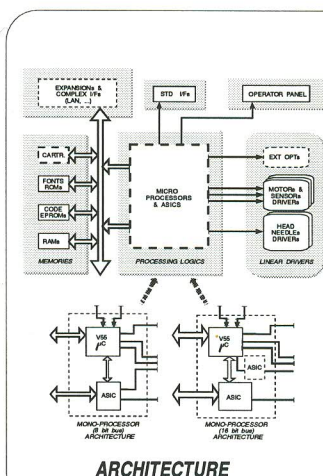 EXPANSIONs &
COMPLEX I/Fs
(LAN, ...)
STD I/Fs
OPERATOR PANEL
CARTR.
FONTS
ROMs
CODE
EPROMs
RAMs
MEMORIES
MICRO
PROCESSORS
& ASICS
PROCESSING LOGICS
EXT OPTs
MOTORs &
SENSORs
DRIVERs
HEAD
NEEDLEs
DRIVERs
LINEAR DRIVERs
V55
µC
ASIC
MONO-PROCESSOR
(8 bit bus)
ARCHITECTURE
V55
µC
ASIC
ASIC
MONO-PROCESSOR
(16 bit bus)
ARCHITECTURE
ARCHITECTURE